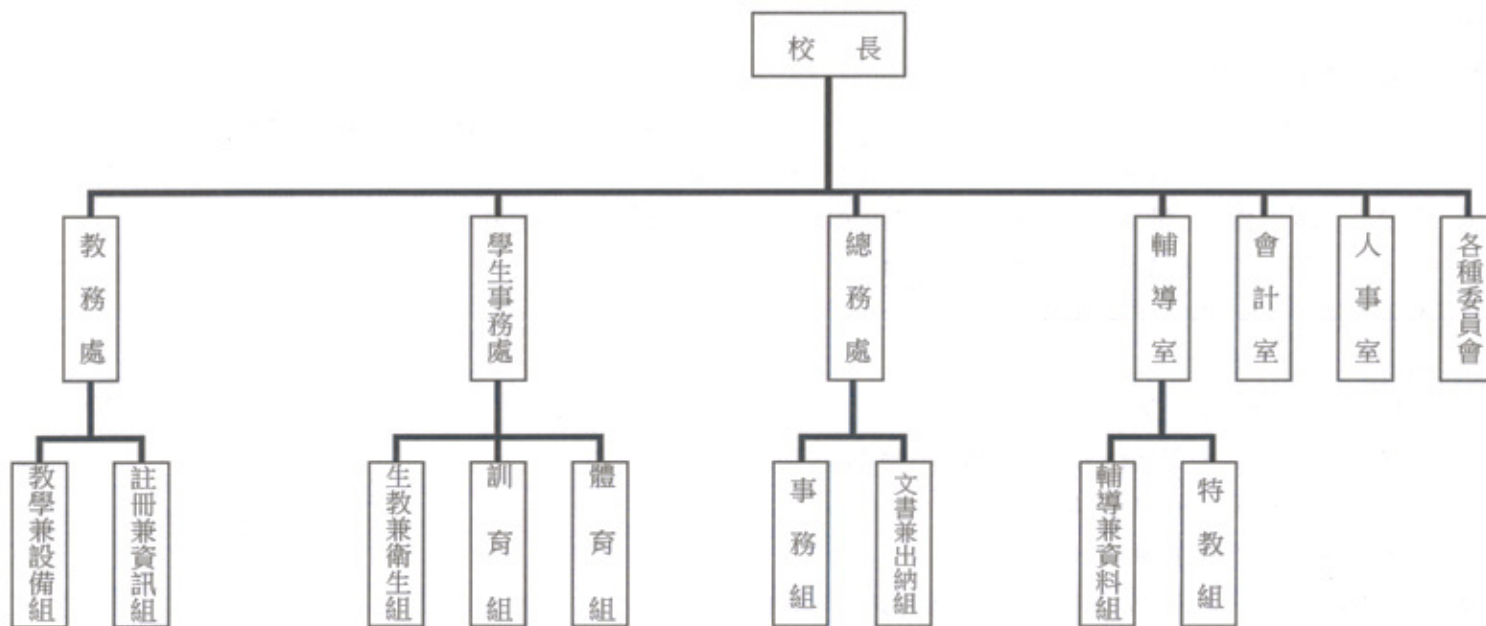 校長
教務處
學生事務處
總務處
輔導室
會計室
人事室
各種委員會
教學兼設備組
註冊兼資訊組
生教兼衛生組
訓育組
體育組
事務組
文書兼出納組
輔導兼資料組
特教組